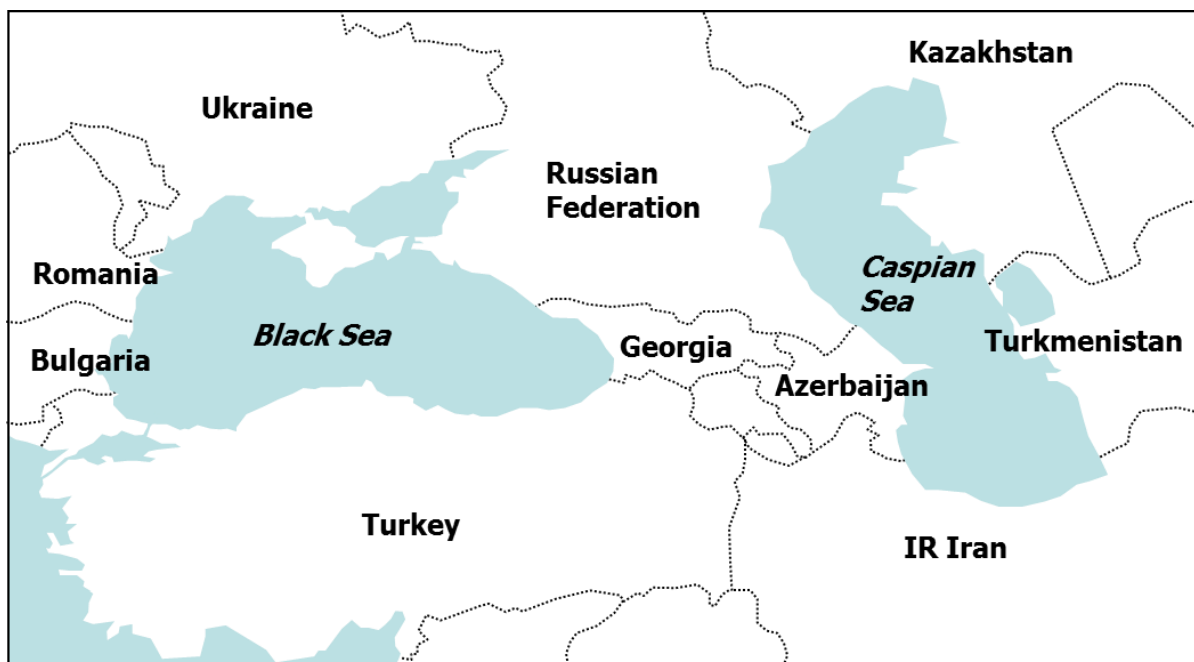 Kazakhstan
Ukraine
Russian
Federation
Romania
Caspian
Sea
Black Sea
Georgia
Turkmenistan
Bulgaria
Azerbaijan
Turkey
IR Iran